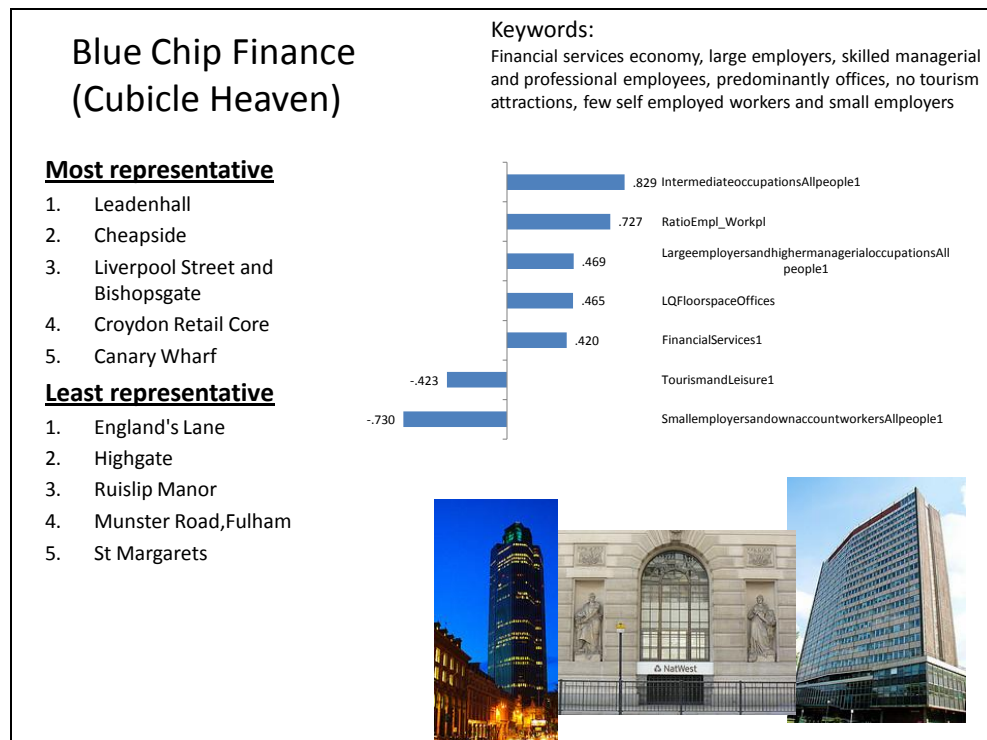 Blue Chip Finance
(Cubicle Heaven)
Keywords:
Financial services economy, large employers, skilled managerial
and professional employees, predominantly offices, no tourism
attractions, few self employed workers and small employers
Most representative
1. Leadenhall
2. Cheapside
3. Liverpool Street and
Bishopsgate
4. Croydon Retail Core
5. Canary Wharf
Least representative
1. England's Lane
2. Highgate
3. Ruislip Manor
4. Munster Road,Fulham
5. St Margarets
.829 IntermediateoccupationsAllpeople1
.727 RatioEmpl_Workpl
.469 LargeemployersandhighermanagerialoccupationsAll
people1
.465 LQFloorspaceOffices
.420 FinancialServices1
-.423 TourismandLeisure1
-.730 SmallemployersandownaccountworkersAllpeople1
NatWest